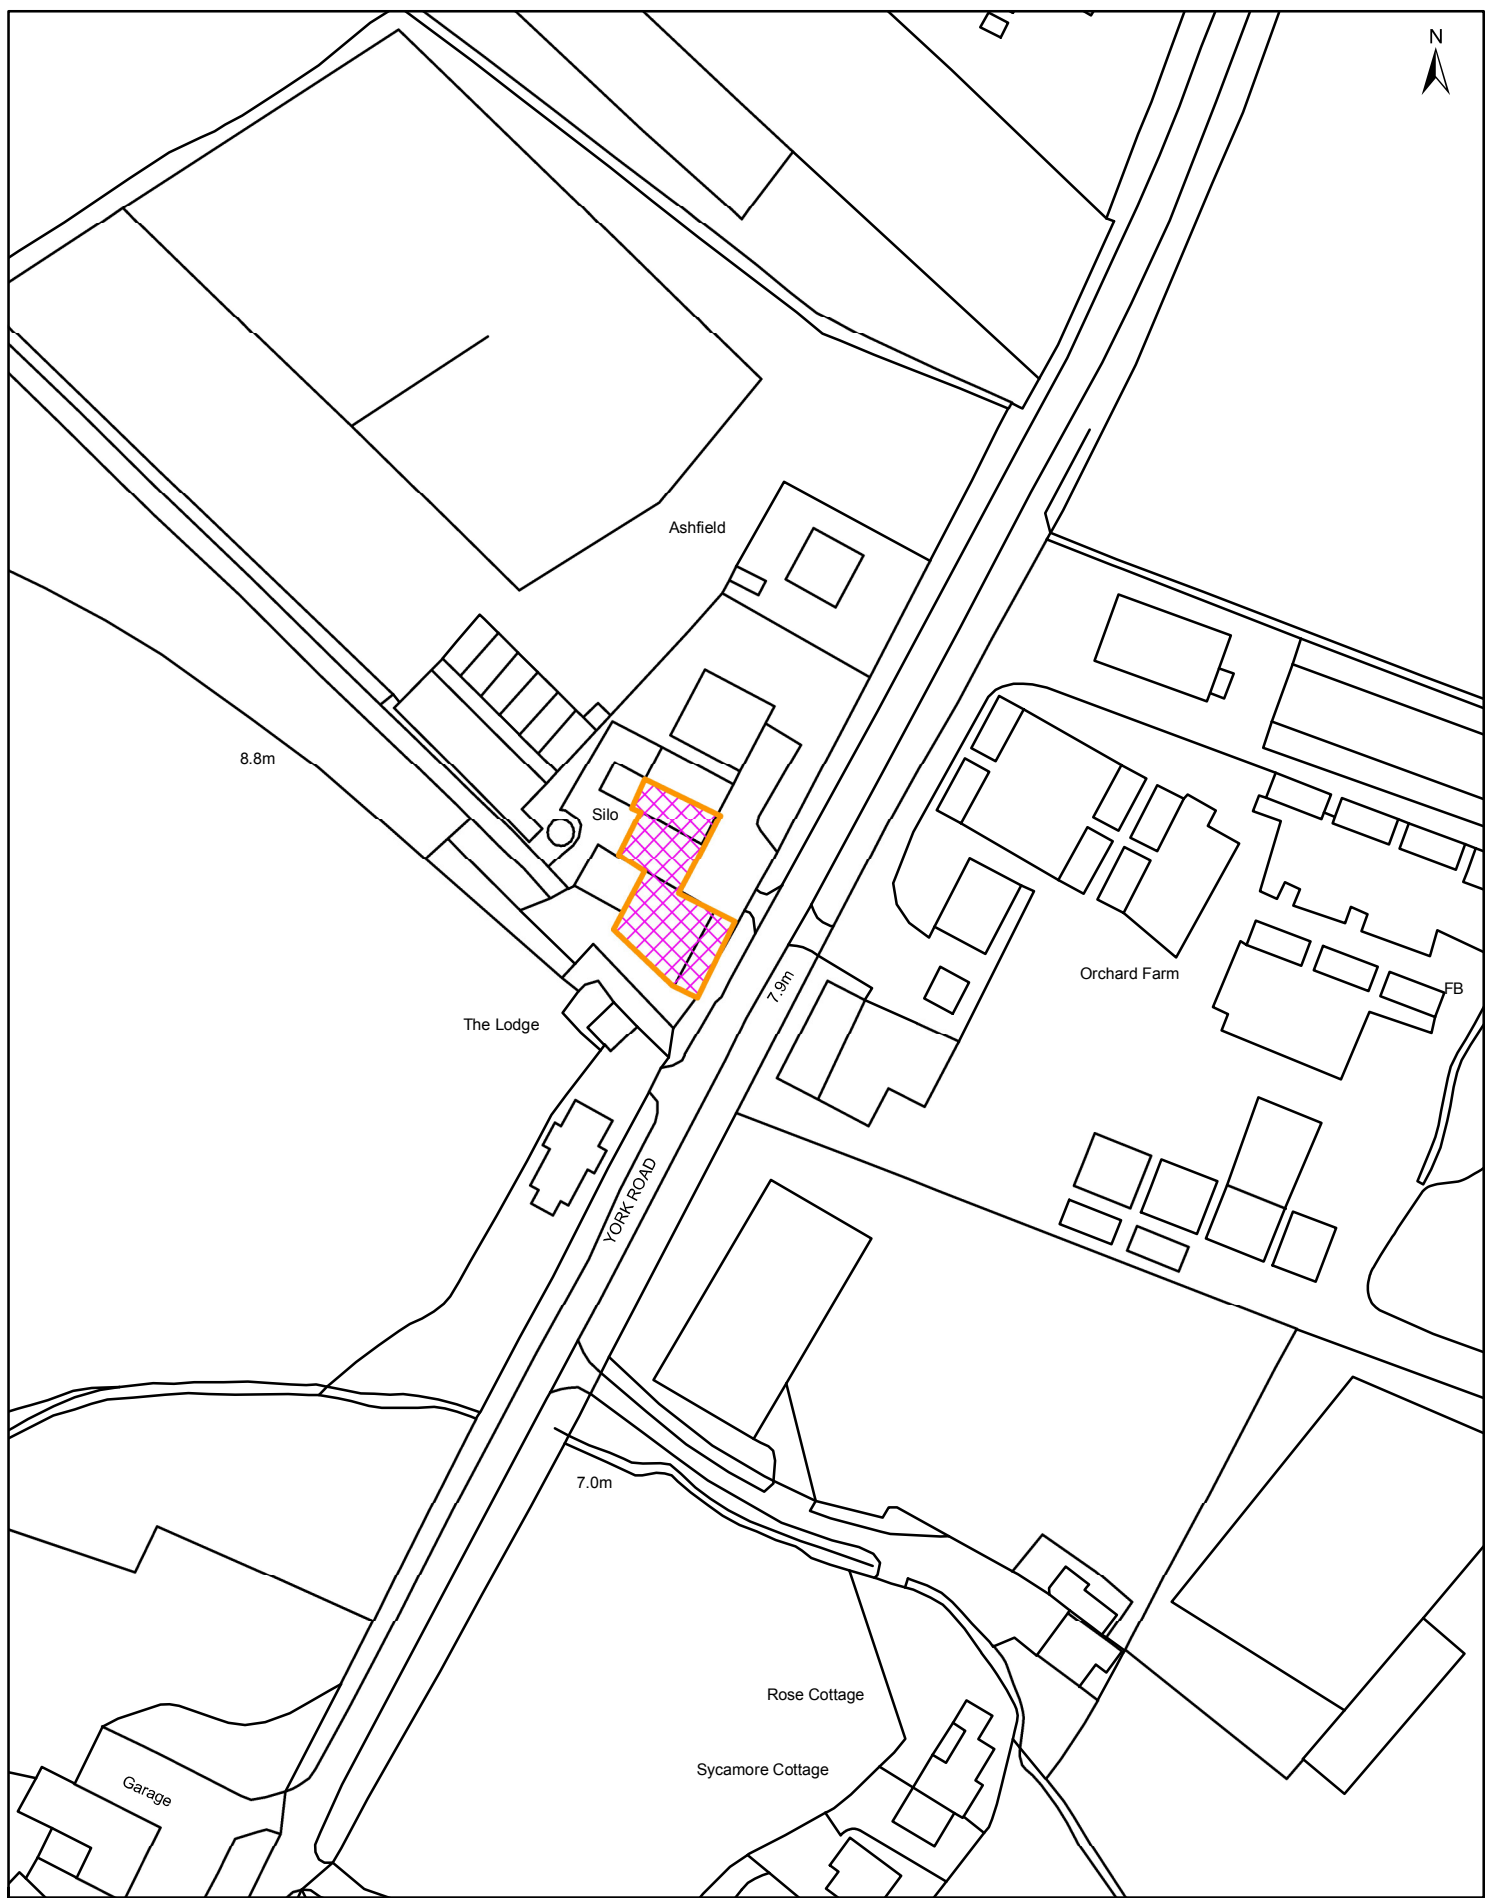 N
Ashfield
8.8m
Silo
Orchard Farm
7.9m
FB
The Lodge
YORK ROAD
7.0m
Rose Cottage
Sycamore Cottage
Garage